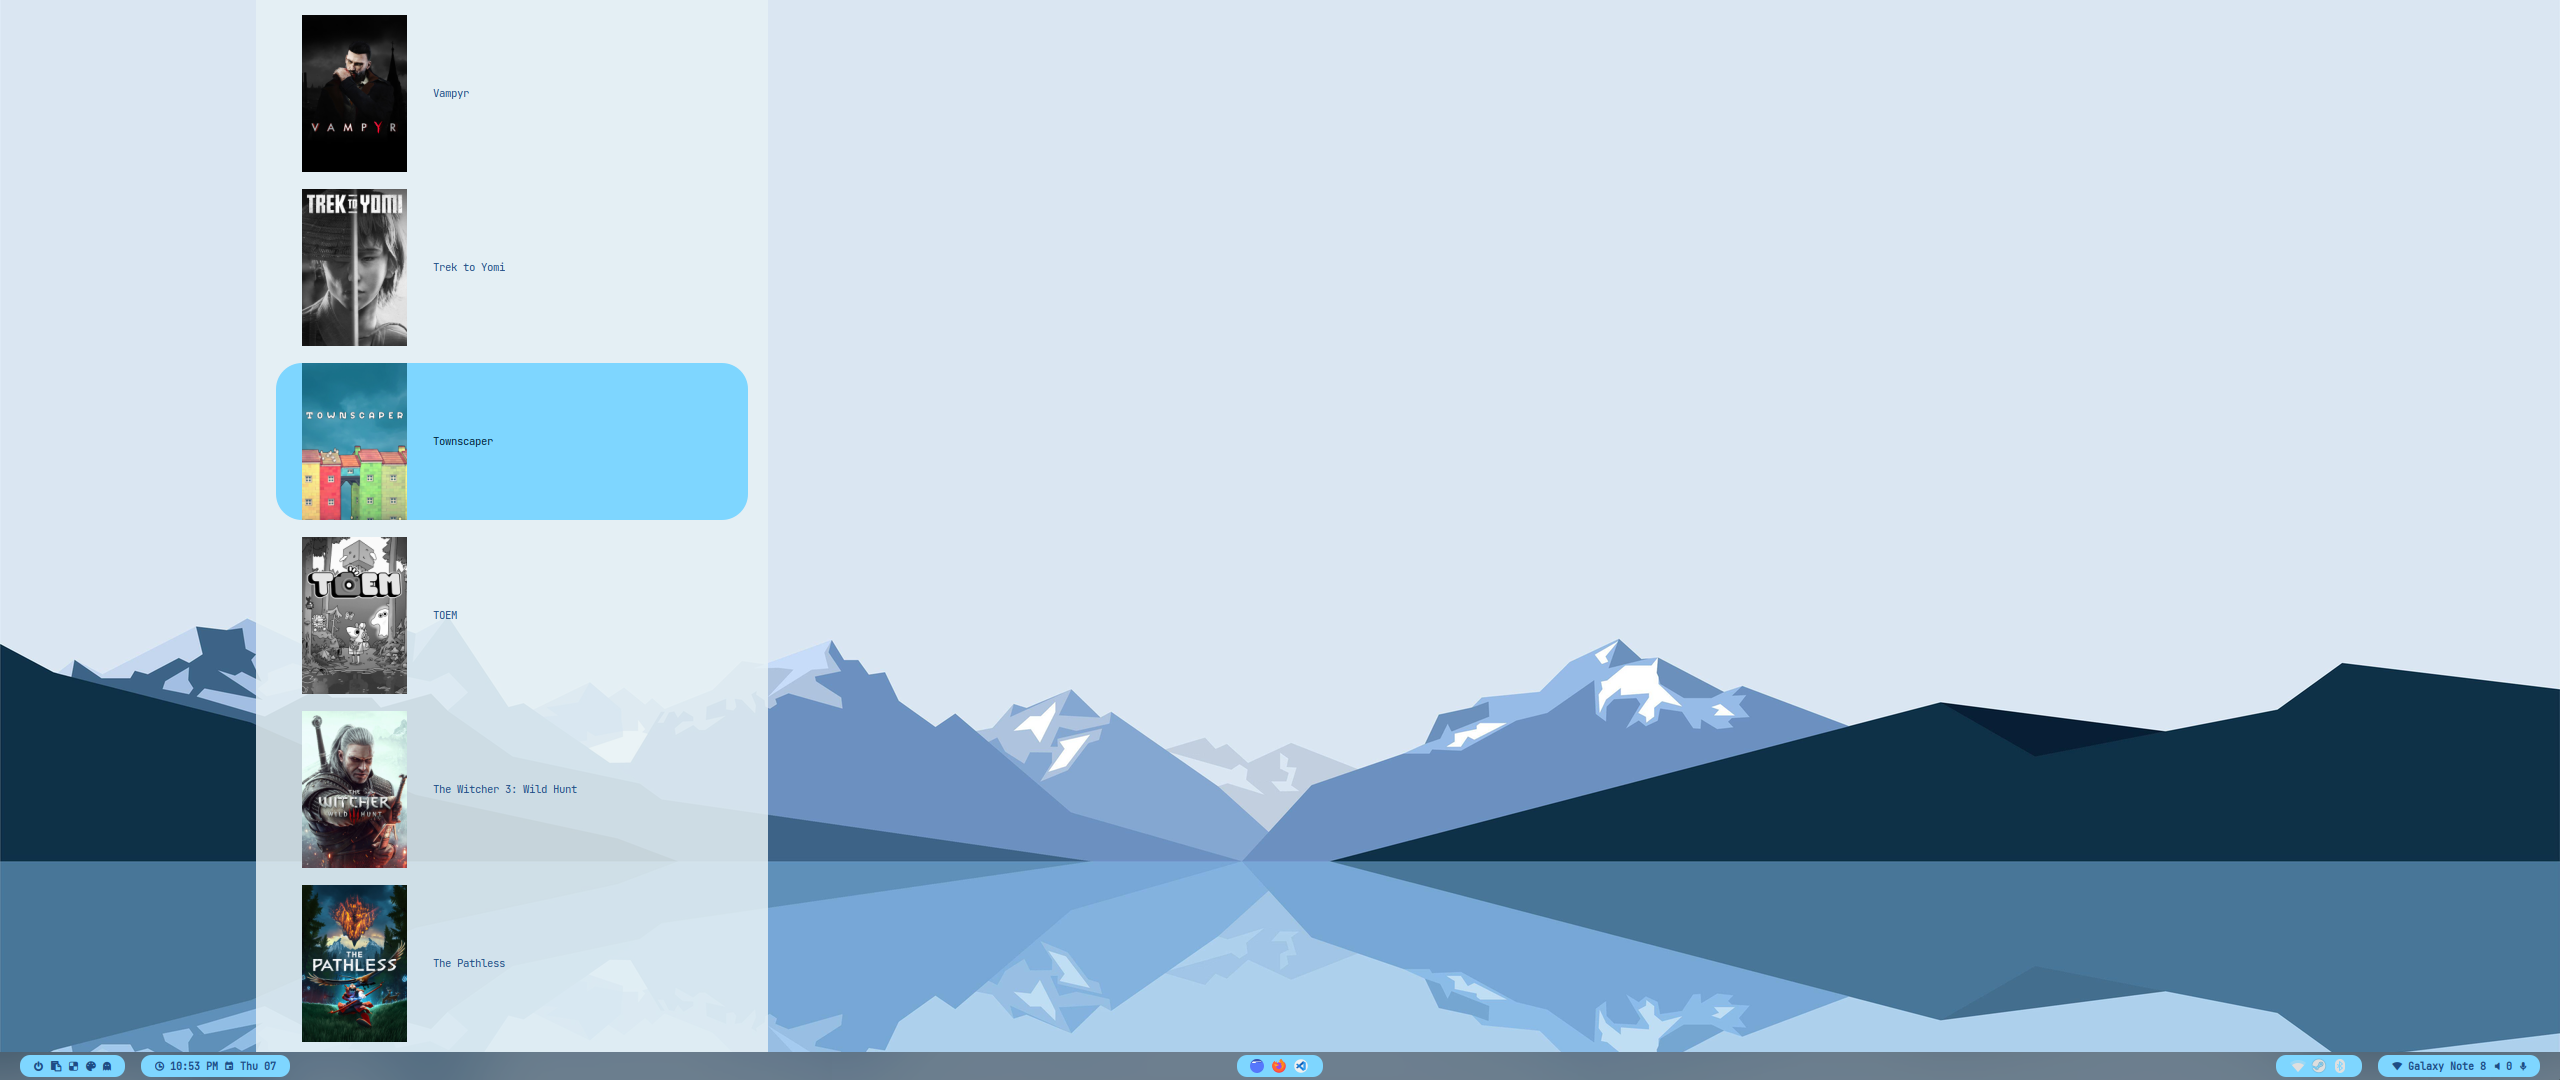 VAMPYR
Vampyr
TREK TO YOMI
Trek to Yomi
TOWNSCAPER
Townscaper
TOEM
TOEM
THE
WITCHER
WILD HUNT
The Witcher 3: Wild Hunt
THE
PATHLESS
The Pathless
10:53 PM Thu 07
Galaxy Note 8 0